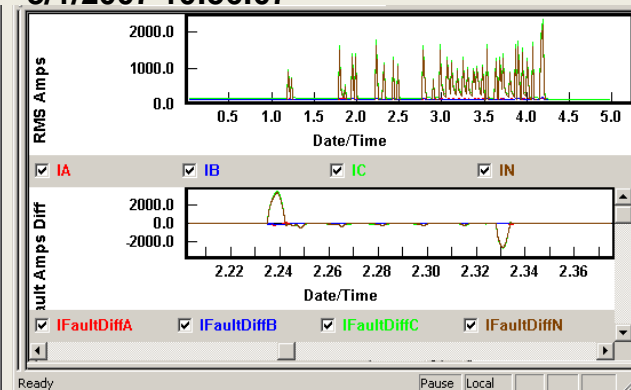 2000.0
1000.0
0.0
RMS Amps
0.5 1.0 1.5 2.0 2.5 3.0 3.5 4.0 4.5 5.0
Date/Time
IA IB IC IN
2000.0
0.0
-2000.0
ault Amps Diff
2.22 2.24 2.26 2.28 2.30 2.32 2.34 2.36
Date/Time
IFaultDiffA IFaultDiffB IFaultDiffC IFaultDiffN
Ready Pause Local